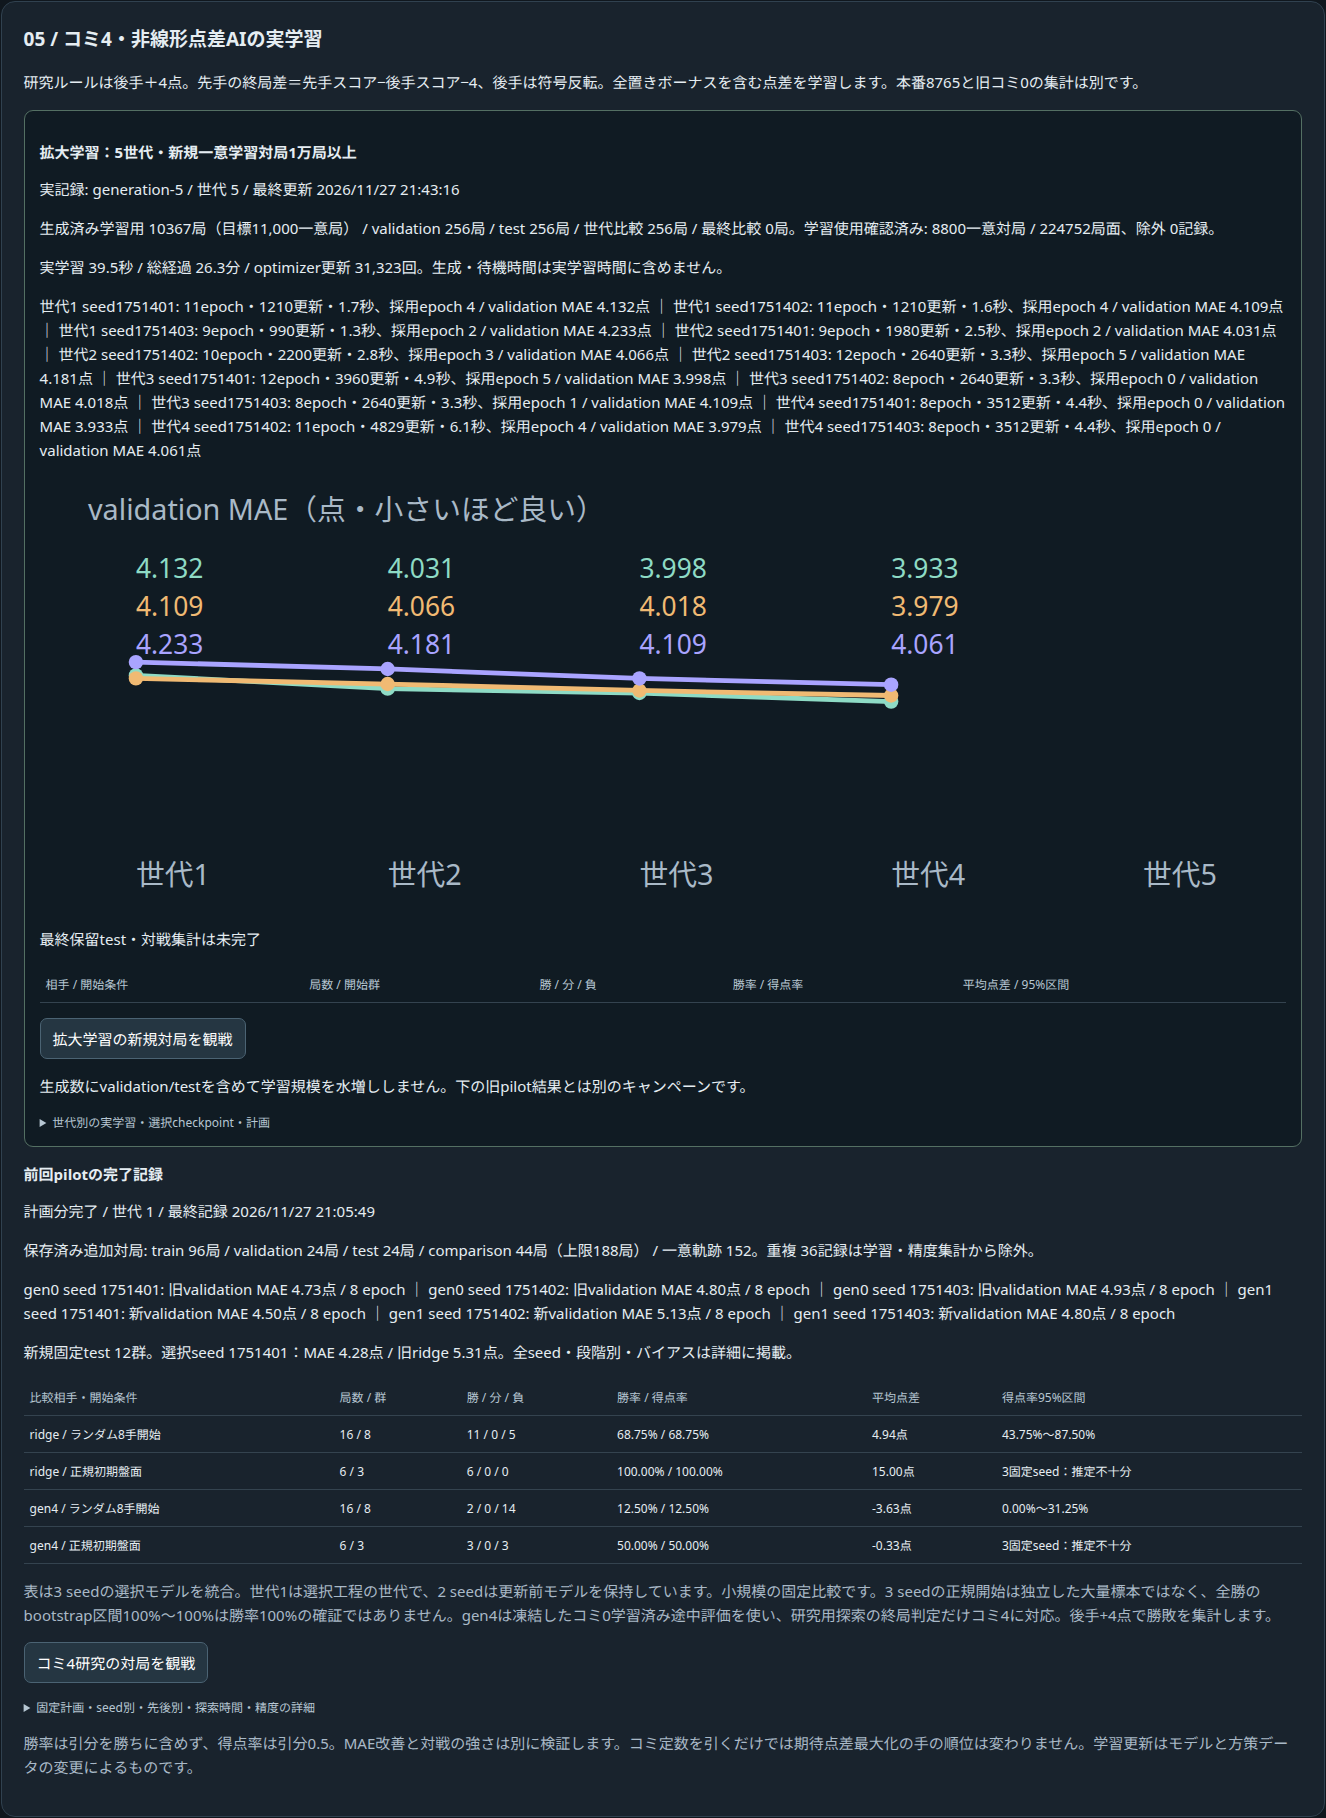 05 / コミ4・非線形点差AIの実学習
研究ルールは後手＋4点。先手の終局差＝先手スコア−後手スコア−4、後手は符号反転。全置きボーナスを含む点差を学習します。本番8765と旧コミ0の集計は別です。
拡大学習：5世代・新規一意学習対局1万局以上
実記録: generation-5 / 世代 5 / 最終更新 2026/11/27 21:43:16
生成済み学習用 10367局（目標11,000一意局） / validation 256局 / test 256局 / 世代比較 256局 / 最終比較 0局。学習使用確認済み: 8800一意対局 / 224752局面、除外 0記録。
実学習 39.5秒 / 総経過 26.3分 / optimizer更新 31,323回。生成・待機時間は実学習時間に含めません。
世代1 seed1751401: 11epoch・1210更新・1.7秒、採用epoch 4 / validation MAE 4.132点 ｜ 世代1 seed1751402: 11epoch・1210更新・1.6秒、採用epoch 4 / validation MAE 4.109点
｜ 世代1 seed1751403: 9epoch・990更新・1.3秒、採用epoch 2 / validation MAE 4.233点 ｜ 世代2 seed1751401: 9epoch・1980更新・2.5秒、採用epoch 2 / validation MAE 4.031点
｜ 世代2 seed1751402: 10epoch・2200更新・2.8秒、採用epoch 3 / validation MAE 4.066点 ｜ 世代2 seed1751403: 12epoch・2640更新・3.3秒、採用epoch 5 / validation MAE
4.181点 ｜ 世代3 seed1751401: 12epoch・3960更新・4.9秒、採用epoch 5 / validation MAE 3.998点 ｜ 世代3 seed1751402: 8epoch・2640更新・3.3秒、採用epoch 0 / validation
MAE 4.018点 ｜ 世代3 seed1751403: 8epoch・2640更新・3.3秒、採用epoch 1 / validation MAE 4.109点 ｜ 世代4 seed1751401: 8epoch・3512更新・4.4秒、採用epoch 0 / validation
MAE 3.933点 ｜ 世代4 seed1751402: 11epoch・4829更新・6.1秒、採用epoch 4 / validation MAE 3.979点 ｜ 世代4 seed1751403: 8epoch・3512更新・4.4秒、採用epoch 0 /
validation MAE 4.061点
validation MAE（点・小さいほど良い）
4.132 4.031 3.998 3.933
4.109 4.066 4.018 3.979
4.233 4.181 4.109 4.061
世代1 世代2 世代3 世代4 世代5
最終保留test・対戦集計は未完了
相手 / 開始条件 局数 / 開始群 勝 / 分 / 負 勝率 / 得点率 平均点差 / 95%区間
拡大学習の新規対局を観戦
生成数にvalidation/testを含めて学習規模を水増ししません。下の旧pilot結果とは別のキャンペーンです。
▶ 世代別の実学習・選択checkpoint・計画
前回pilotの完了記録
計画分完了 / 世代 1 / 最終記録 2026/11/27 21:05:49
保存済み追加対局: train 96局 / validation 24局 / test 24局 / comparison 44局（上限188局） / 一意軌跡 152。重複 36記録は学習・精度集計から除外。
gen0 seed 1751401: 旧validation MAE 4.73点 / 8 epoch ｜ gen0 seed 1751402: 旧validation MAE 4.80点 / 8 epoch ｜ gen0 seed 1751403: 旧validation MAE 4.93点 / 8 epoch ｜ gen1
seed 1751401: 新validation MAE 4.50点 / 8 epoch ｜ gen1 seed 1751402: 新validation MAE 5.13点 / 8 epoch ｜ gen1 seed 1751403: 新validation MAE 4.80点 / 8 epoch
新規固定test 12群。選択seed 1751401：MAE 4.28点 / 旧ridge 5.31点。全seed・段階別・バイアスは詳細に掲載。
比較相手・開始条件 局数 / 群 勝 / 分 / 負 勝率 / 得点率 平均点差 得点率95%区間
ridge / ランダム8手開始 16 / 8 11 / 0 / 5 68.75% / 68.75% 4.94点 43.75%〜87.50%
ridge / 正規初期盤面 6 / 3 6 / 0 / 0 100.00% / 100.00% 15.00点 3固定seed：推定不十分
gen4 / ランダム8手開始 16 / 8 2 / 0 / 14 12.50% / 12.50% -3.63点 0.00%〜31.25%
gen4 / 正規初期盤面 6 / 3 3 / 0 / 3 50.00% / 50.00% -0.33点 3固定seed：推定不十分
表は3 seedの選択モデルを統合。世代1は選択工程の世代で、2 seedは更新前モデルを保持しています。小規模の固定比較です。3 seedの正規開始は独立した大量標本ではなく、全勝の
bootstrap区間100%〜100%は勝率100%の確証ではありません。gen4は凍結したコミ0学習済み途中評価を使い、研究用探索の終局判定だけコミ4に対応。後手+4点で勝敗を集計します。
コミ4研究の対局を観戦
▶ 固定計画・seed別・先後別・探索時間・精度の詳細
勝率は引分を勝ちに含めず、得点率は引分0.5。MAE改善と対戦の強さは別に検証します。コミ定数を引くだけでは期待点差最大化の手の順位は変わりません。学習更新はモデルと方策デー
タの変更によるものです。